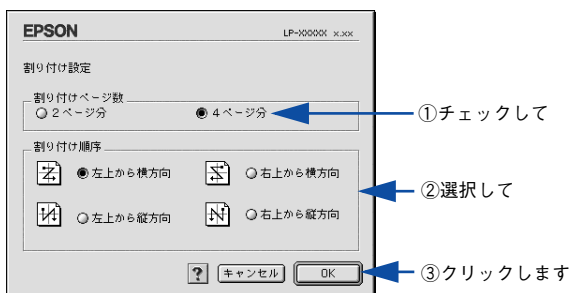 EPSON
LP-XXXXX x.xx
割り付け設定
割り付けページ数
2ページ分
4ページ分
①チェックして
割り付け順序
左上から横方向
右上から横方向
②選択して
左上から縦方向
右上から縦方向
? キャンセル OK
③クリックします